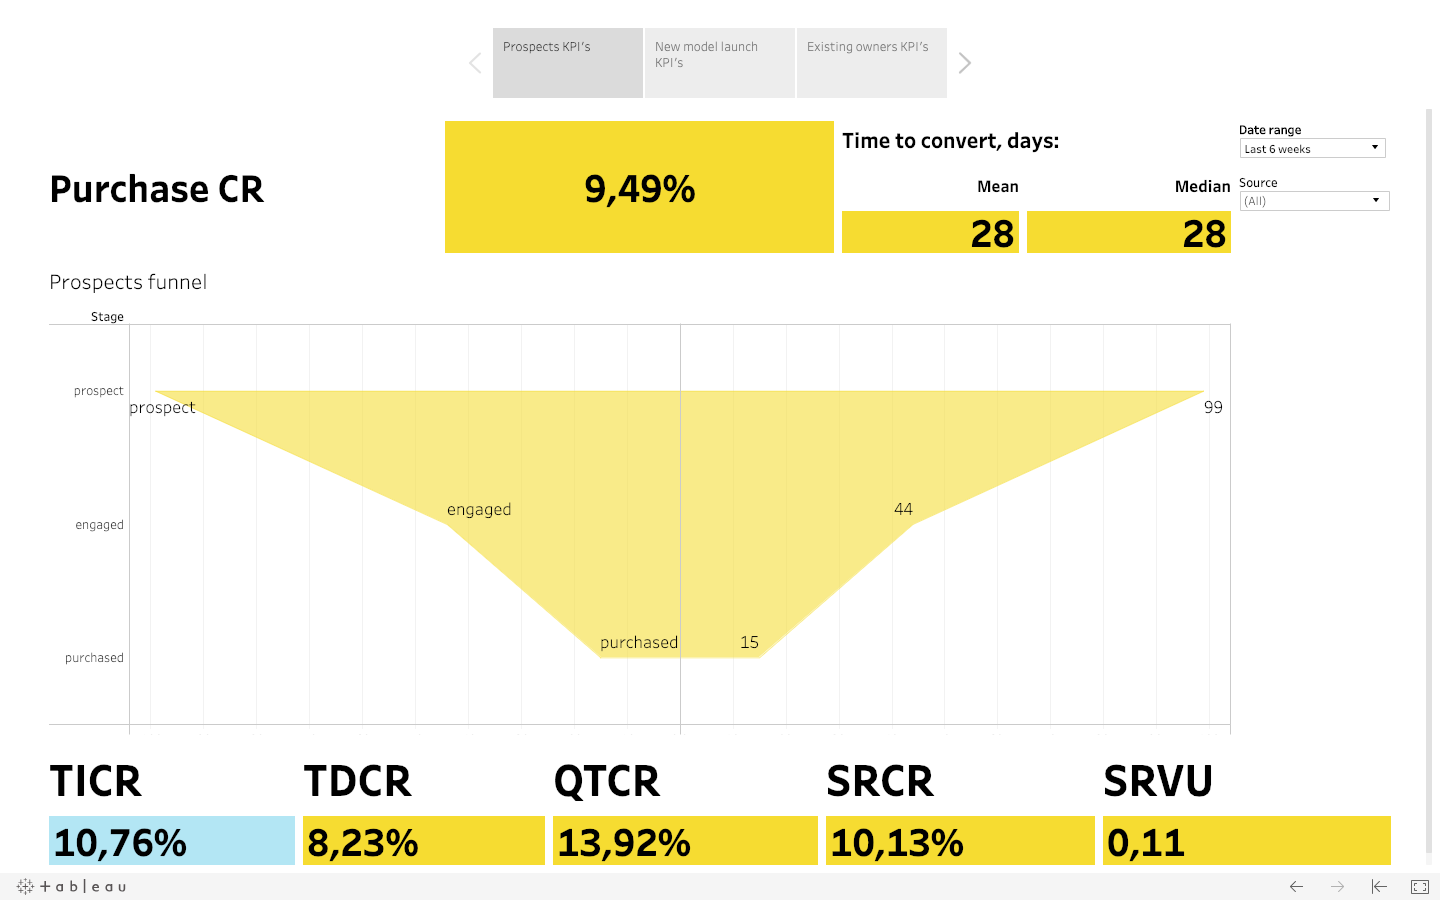 Prospects KPI's
New model launch
KPI's
Existing owners KPI's
Purchase CR
9,49%
Time to convert, days:
Mean
Median
28
28
Date range
Last 6 weeks
Source
(All)
Prospects funnel
Stage
prospect
prospect
99
engaged
44
engaged
purchased
15
purchased
TICR
TDCR
QTCR
SRCR
SRVU
10,76%
8,23%
13,92%
10,13%
0,11
+ableau